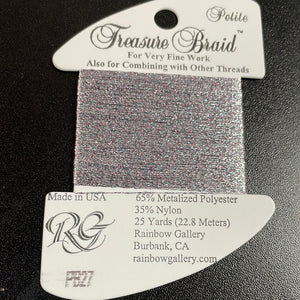 Petite
Treasure Braid™
For Very Fine Work
Also for Combining with Other Threads
Made in USA
RG
PB27
65% Metalized Polyester
35% Nylon
25 Yards (22.8 Meters)
Rainbow Gallery
Burbank, CA
rainbowgallery.com